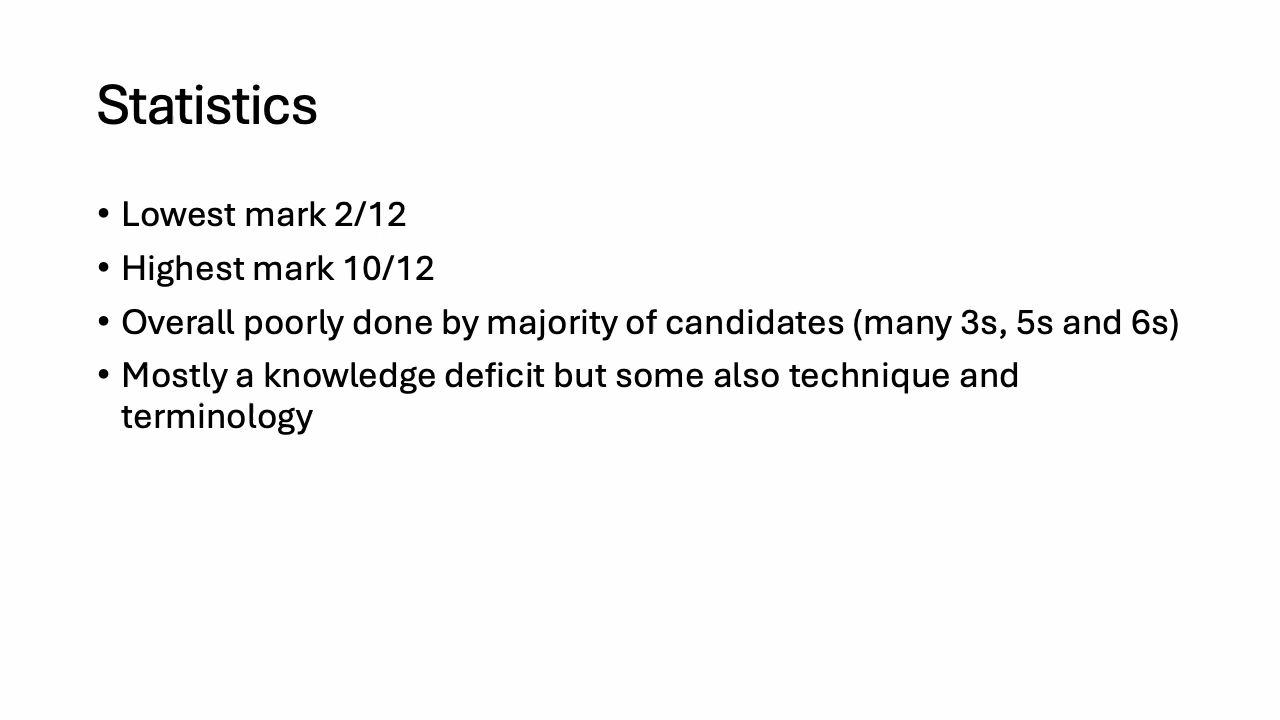 Statistics
• Lowest mark 2/12
• Highest mark 10/12
• Overall poorly done by majority of candidates (many 3s, 5s and 6s)
• Mostly a knowledge deficit but some also technique and
terminology